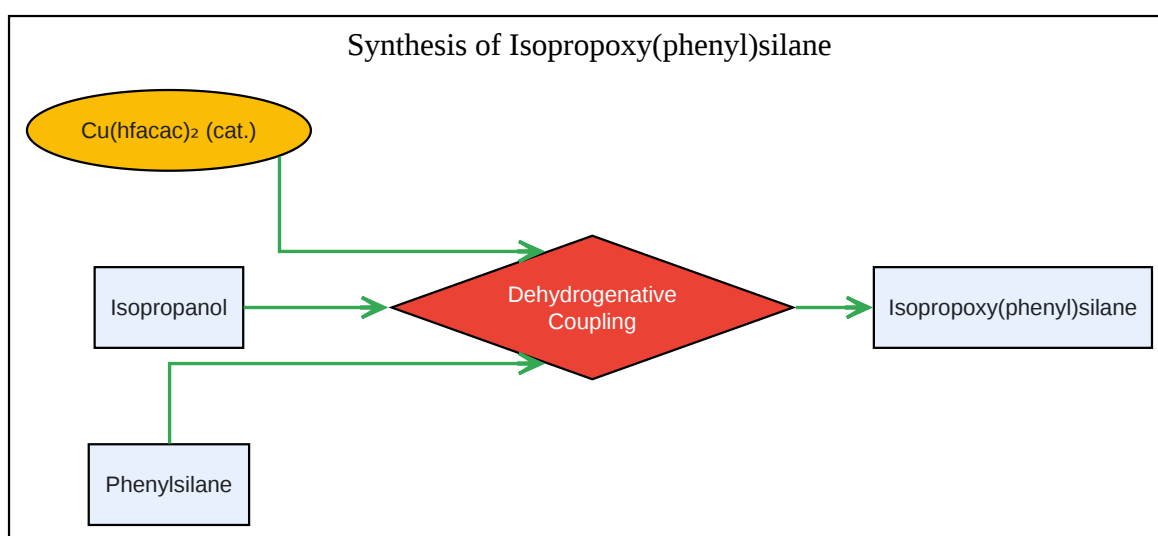 Synthesis of Isopropoxy(phenyl)silane
Cu(hfacac)₂ (cat.)
Isopropanol
Dehydrogenative
Coupling
Isopropoxy(phenyl)silane
Phenylsilane